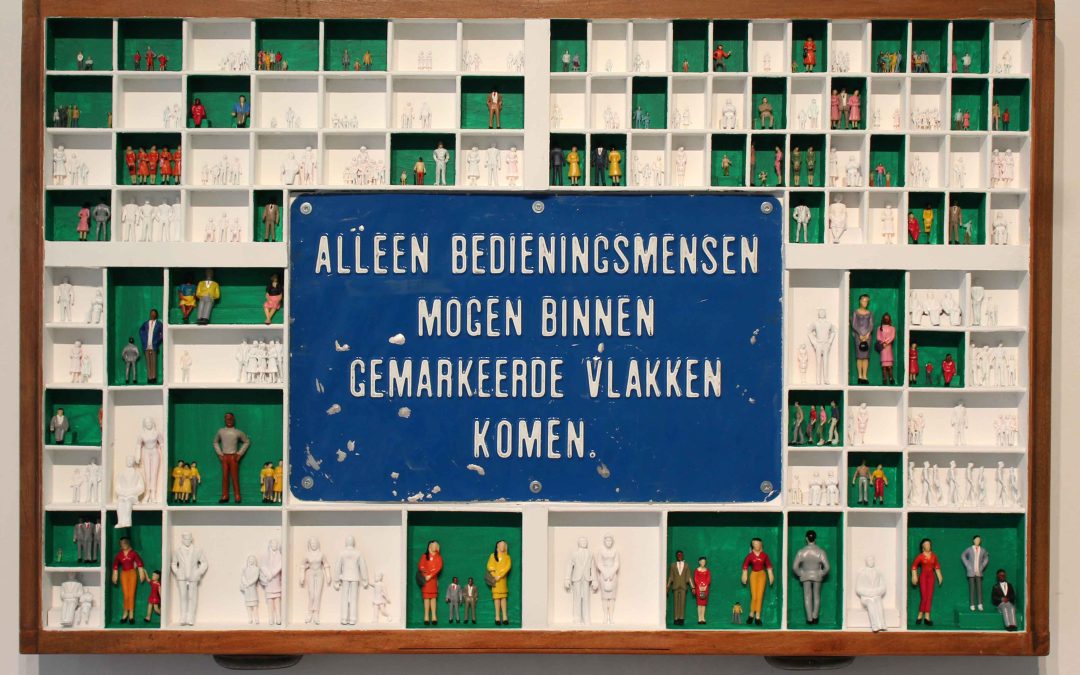 ALLEEN BEDIENINGSMENSEN
MOGEN BINNEN
GEMARKEERDE VLAKKEN
KOMEN.